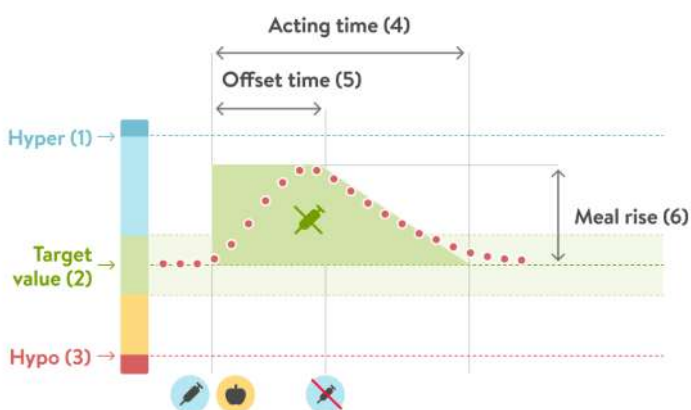 Acting time (4)
Offset time (5)
Hyper (1)
Meal rise (6)
Target
value (2)
Hypo (3)